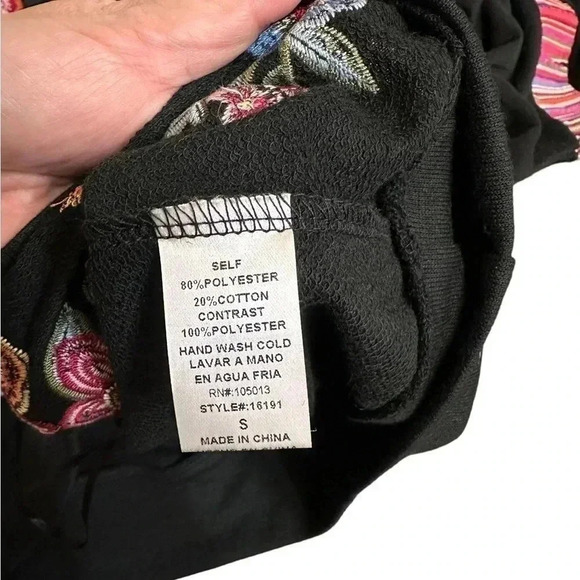 SELF
80%POLYESTER
20%COTTON
CONTRAST
100%POLYESTER
HAND WASH COLD
LAVAR A MANO
EN AGUA FRIA
RN#:105013
STYLE#:16191
S
MADE IN CHINA